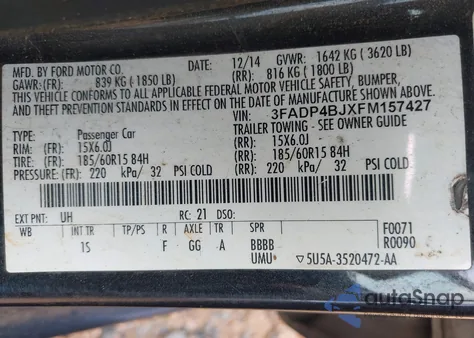 MFD. BY FORD MOTOR CO. 12/14 GVWR: 1642 KG ( 3620 LB)
GAWR: (FR): 839 KG ( 1850 LB) (RR): 816 KG ( 1800 LB)
THIS VEHICLE CONFORMS TO ALL APPLICABLE FEDERAL MOTOR VEHICLE SAFETY, BUMPER,
AND THEFT PREVENTION STANDARDS IN EFFECT ON THE DATE OF MANUFACTURE SHOWN ABOVE.
VIN: 3FADP4BJXFM157427
TYPE: Passenger Car TRAILER TOWING - SEE OWNER GUIDE
RIM: (FR) 15X6.0J (RR): 15X6.0J
TIRE: (FR) 185/60R15 84H (RR): 185/60R15 84H
PRESSURE: (FR): 220 kPa/ 32 PSI COLD (RR): 220 kPa/ 32 PSI COLD
EXT PNT: UH RC: 21 DSO: F0071
WB INT TR TP/PS R AXLE TR SPR R0090
1S F GG A BBBB
UMU ▽5U5A-3520472-AA
autoSnap
POWERED BY CARFAST